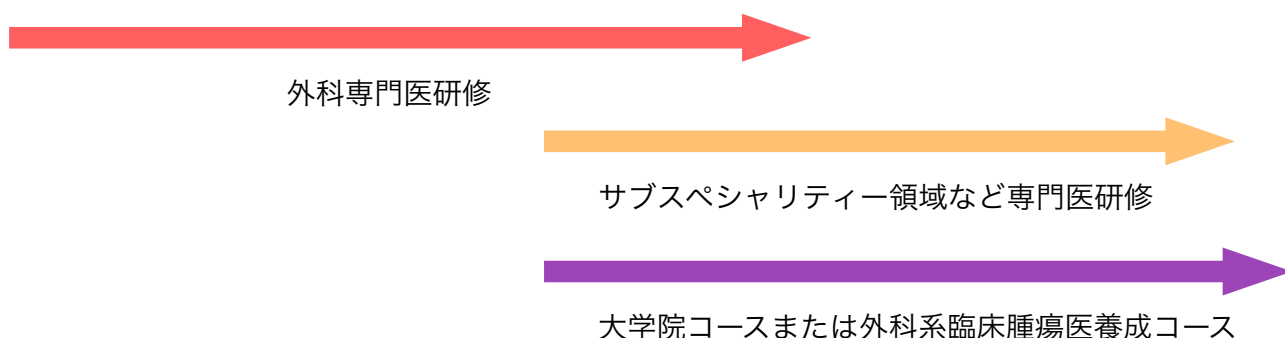 外科専門医研修
サブスペシャリティー領域など専門医研修
大学院コースまたは外科系臨床腫瘍医養成コース